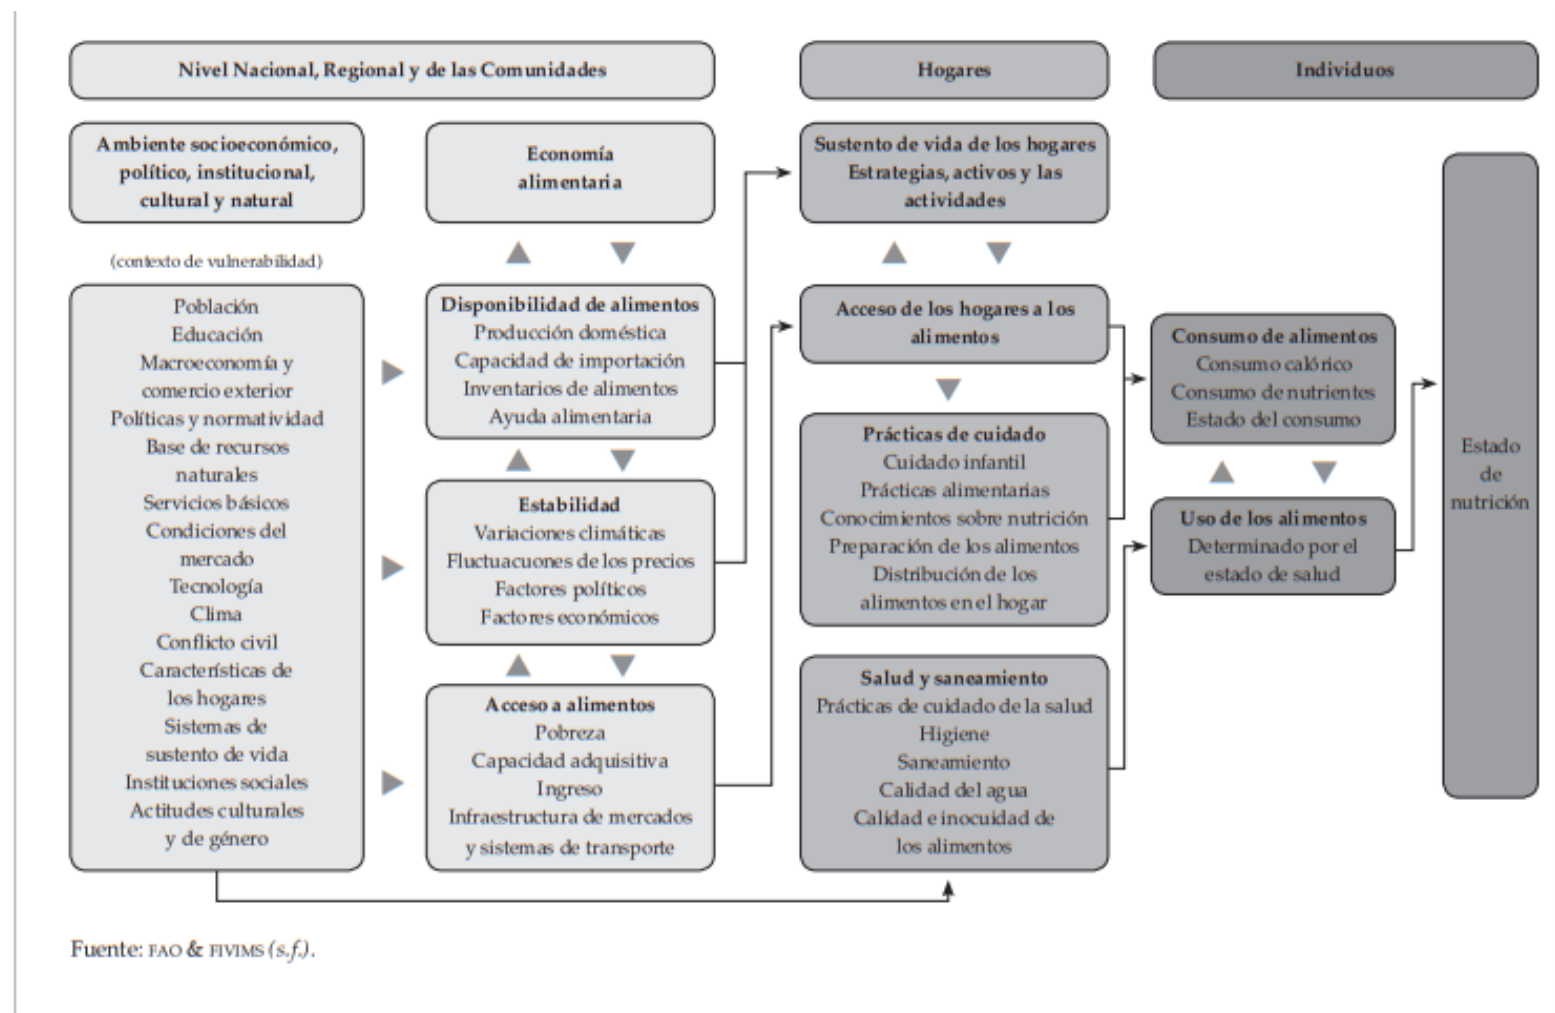 Nivel Nacional, Regional y de las Comunidades
Hogares
Individuos
Ambiente socioeconómico,
político, institucional,
cultural y natural
(contexto de vulnerabilidad)
Población
Educación
Macroeconomía y
comercio exterior
Políticas y normatividad
Base de recursos
naturales
Servicios básicos
Condiciones del
mercado
Tecnología
Clima
Conflicto civil
Características de
los hogares
Sistemas de
sustento de vida
Instituciones sociales
Actitudes culturales
y de género
Economía
alimentaria
Disponibilidad de alimentos
Producción doméstica
Capacidad de importación
Inventarios de alimentos
Ayuda alimentaria
Estabilidad
Variaciones climáticas
Fluctuacuones de los precios
Factores políticos
Factores económicos
Acceso a alimentos
Pobreza
Capacidad adquisitiva
Ingreso
Infraestructura de mercados
y sistemas de transporte
Sustento de vida de los hogares
Estrategias, activos y las
actividades
Acceso de los hogares a los
alimentos
Prácticas de cuidado
Cuidado infantil
Prácticas alimentarias
Conocimientos sobre nutrición
Preparación de los alimentos
Distribución de los
alimentos en el hogar
Salud y saneamiento
Prácticas de cuidado de la salud
Higiene
Saneamiento
Calidad del agua
Calidad e inocuidad de
los alimentos
Consumo de alimentos
Consumo calórico
Consumo de nutrientes
Estado del consumo
Uso de los alimentos
Determinado por el
estado de salud
Estado
de
nutrición
Fuente: FAO & FIVIMS (s.f.).